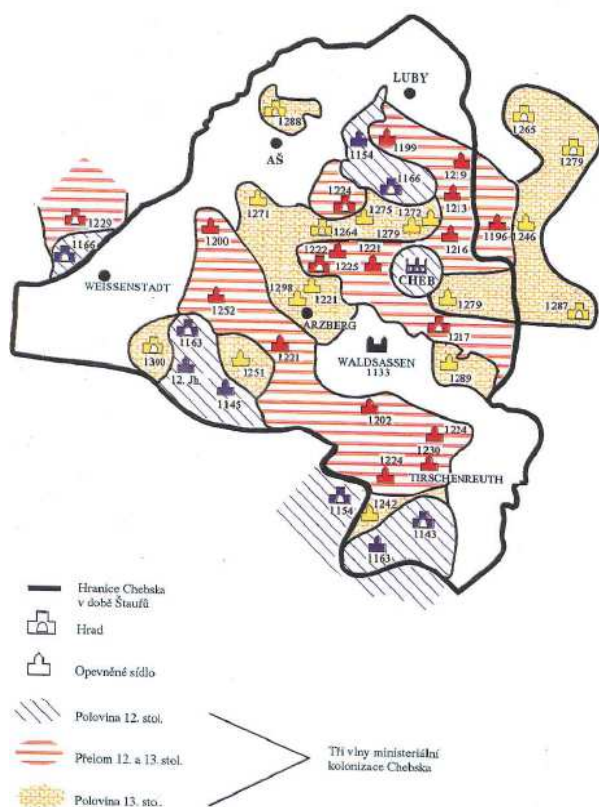 LUBY
1288
AŠ
1265
1279
1154
1199
1219
1166
1224
1213
1229
1271
1275
1272
1196
1246
1200
1264
1279
1216
1166
1222
1221
1225
CHEB
WEISSENSTADT
1298
1221
1279
1287
1252
ARZBERG
1217
1163
1221
WALDSASSEN
1133
1300
12. Jh.
1251
1289
1145
1202
1234
1230
1224
TIRSCHENREUTH
1154
1242
1143
1163
Hranice Chebska
v době Štaufů
Hrad
Opevněné sídlo
Polovina 12. stol.
Přelom 12. a 13. stol.
Tři vlny ministeriální
kolonizace Chebska
Polovina 13. stol.